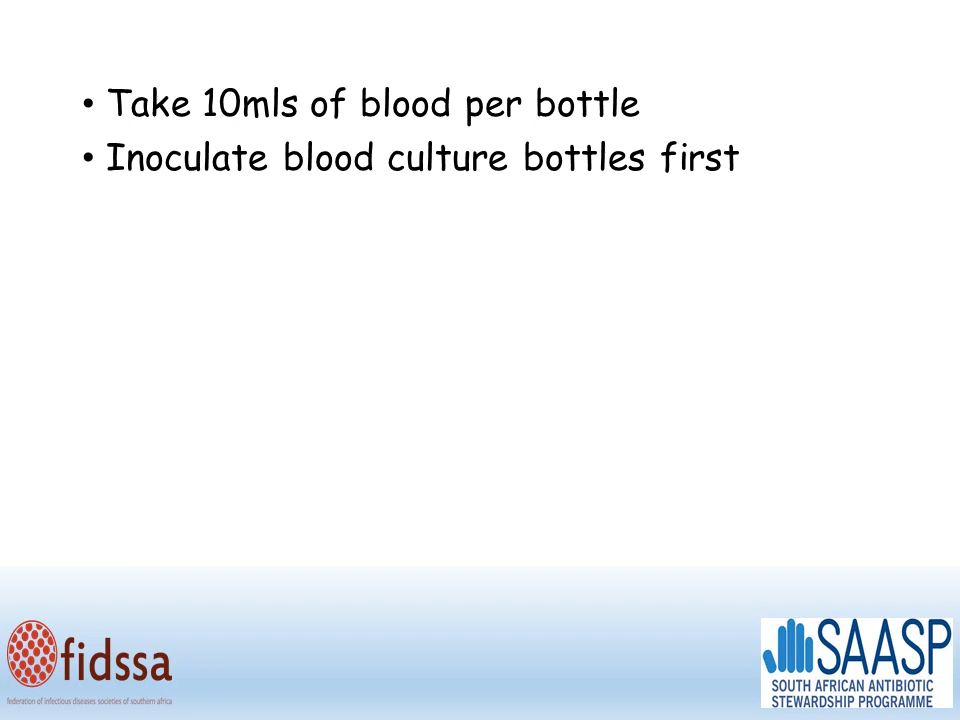 • Take 10mls of blood per bottle
• Inoculate blood culture bottles first
fidssa
federation of infectious diseases societies of southern africa
SAASP
SOUTH AFRICAN ANTIBIOTIC
STEWARDSHIP PROGRAMME